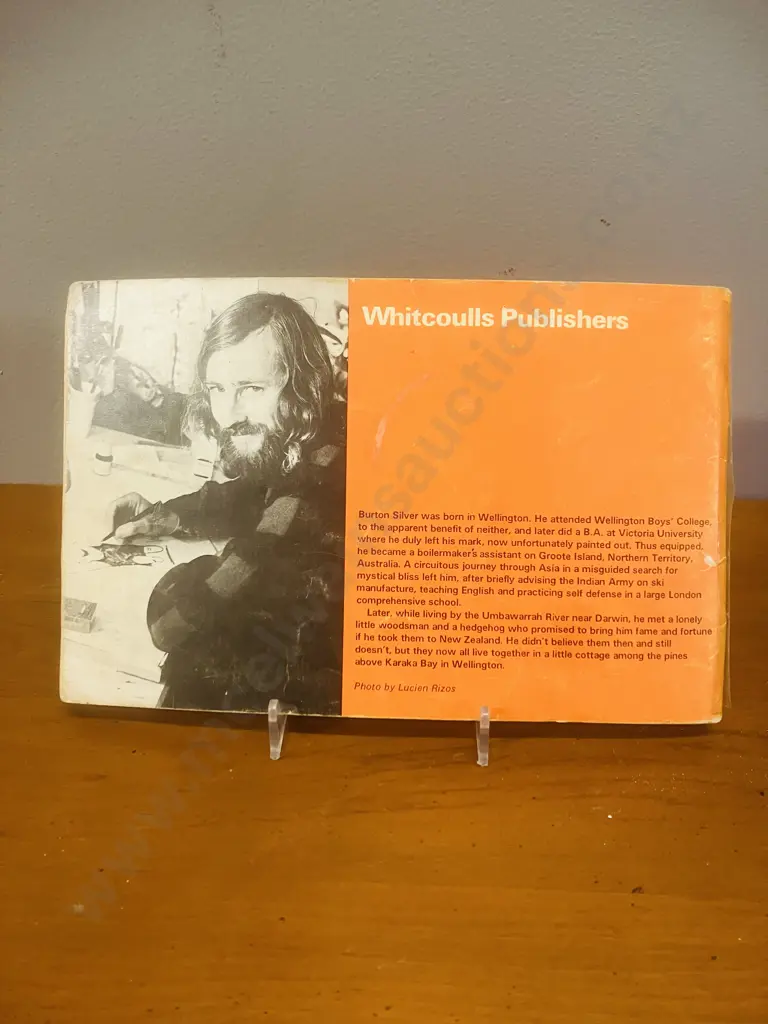 Whitcoulls Publishers
Burton Silver was born in Wellington. He attended Wellington Boys' College,
to the apparent benefit of neither, and later did a B.A. at Victoria University
where he duly left his mark, now unfortunately painted out. Thus equipped,
he became a boilermaker's assistant on Groote Island, Northern Territory,
Australia. A circuitous journey through Asia in a misguided search for
mystical bliss left him, after briefly advising the Indian Army on ski
manufacture, teaching English and practicing self defense in a large London
comprehensive school.
Later, while living by the Umbawarrah River near Darwin, he met a lonely
little woodsman and a hedgehog who promised to bring him fame and fortune
if he took them to New Zealand. He didn't believe them then and still
doesn't, but they now all live together in a little cottage among the pines
above Karaka Bay in Wellington.
Photo by Lucien Rizos